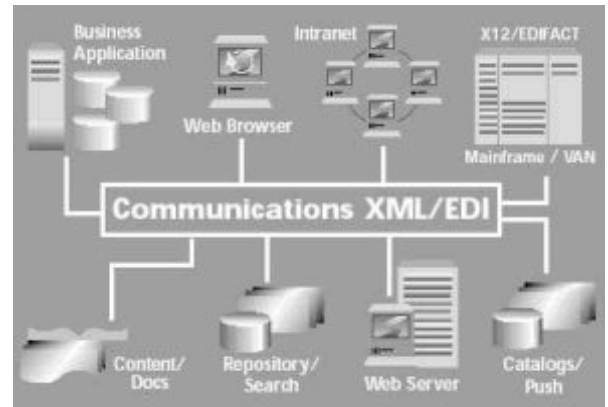 Business
Application
Web Browser
Intranet
X12/EDIFACT
Mainframe / VAN
Communications XML/EDI
Content/
Docs
Repository/
Search
Web Server
Catalogs/
Push